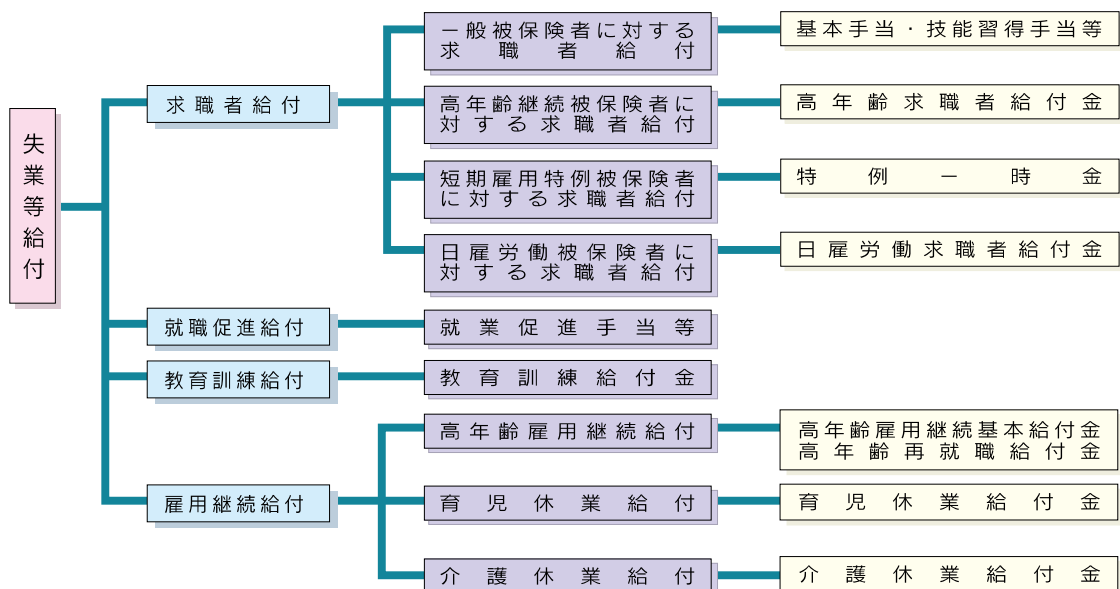 失業等給付
求職者給付
一般被保険者に対する
求職者給付
基本手当・技能習得手当等
高年齢継続被保険者に
対する求職者給付
高年齢求職者給付金
短期雇用特例被保険者
に対する求職者給付
特例一時金
日雇労働被保険者に
対する求職者給付
日雇労働求職者給付金
就職促進給付
就業促進手当等
教育訓練給付
教育訓練給付金
雇用継続給付
高年齢雇用継続給付
高年齢雇用継続基本給付金
高年齢再就職給付金
育児休業給付
育児休業給付金
介護休業給付
介護休業給付金